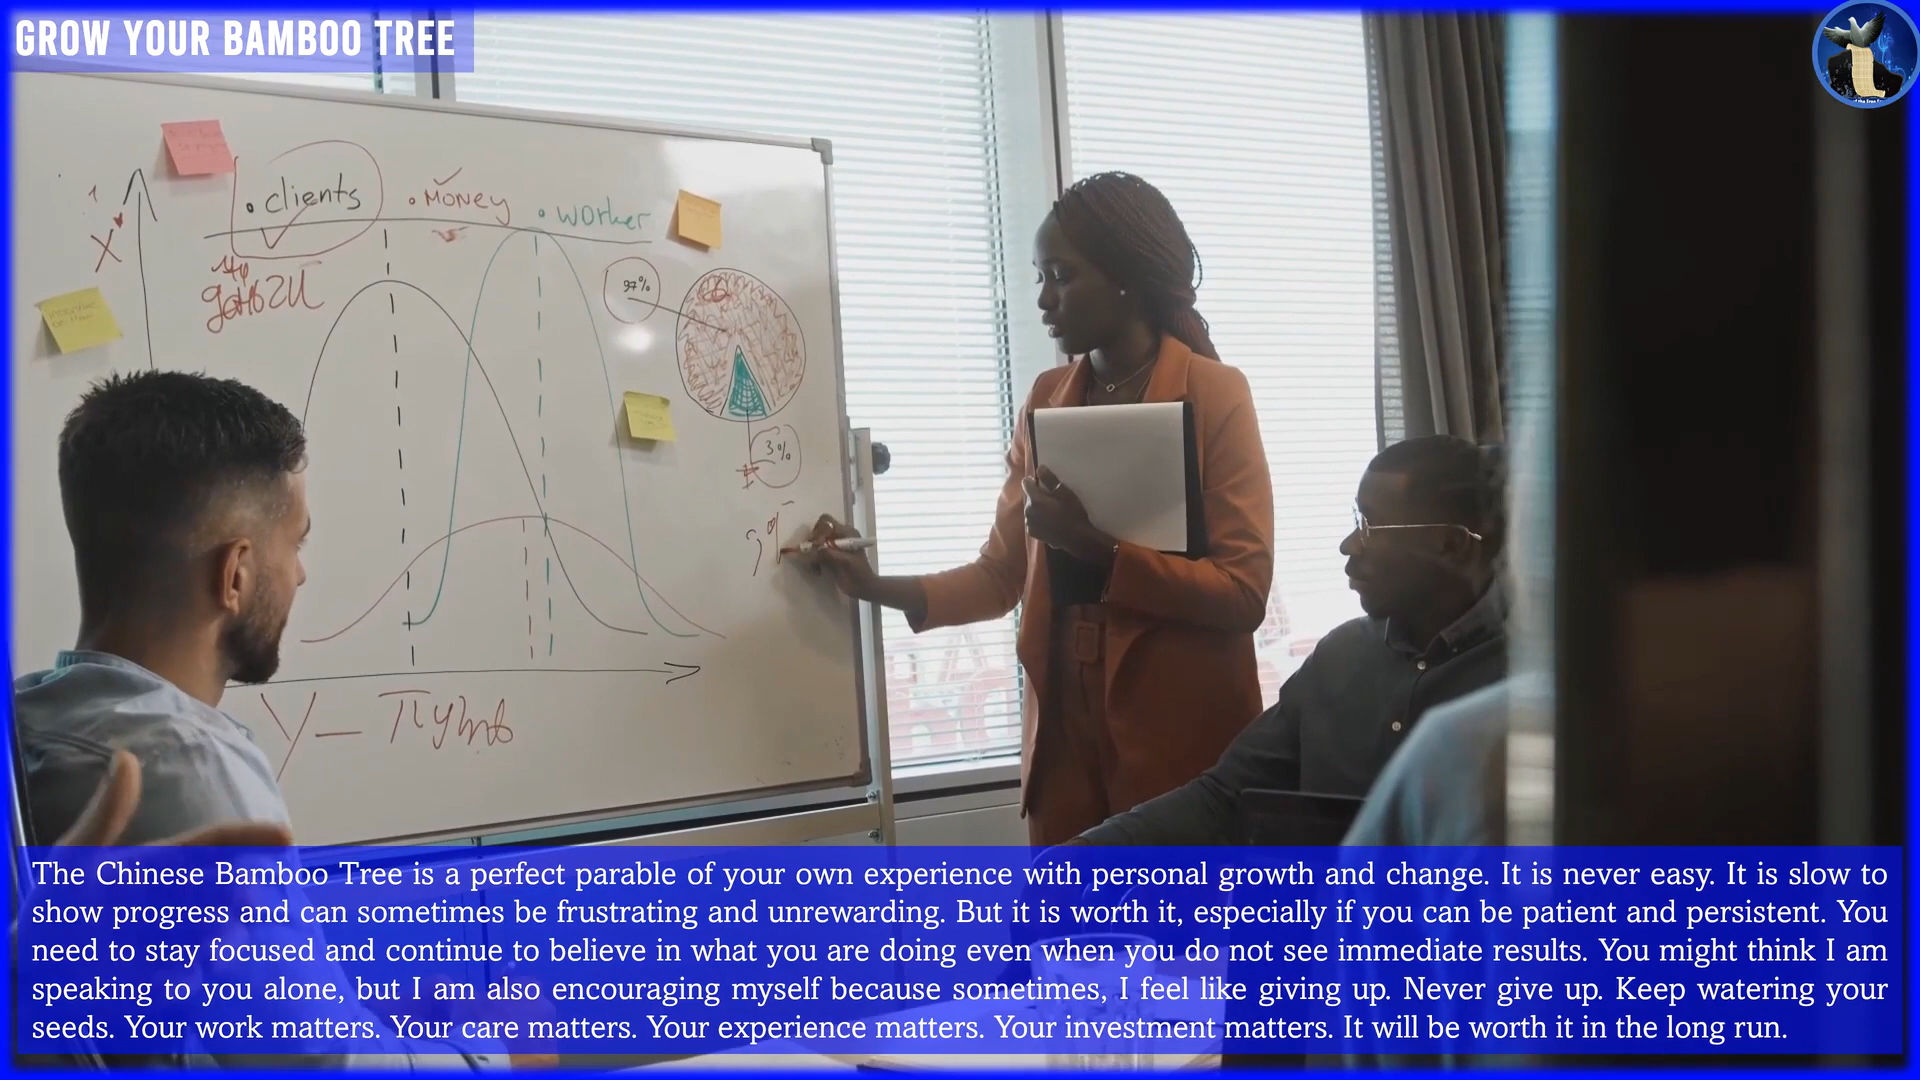 GROW YOUR BAMBOO TREE
• clients • Money • worker
X
97%
3%
Y –
The Chinese Bamboo Tree is a perfect parable of your own experience with personal growth and change. It is never easy. It is slow to
show progress and can sometimes be frustrating and unrewarding. But it is worth it, especially if you can be patient and persistent. You
need to stay focused and continue to believe in what you are doing even when you do not see immediate results. You might think I am
speaking to you alone, but I am also encouraging myself because sometimes, I feel like giving up. Never give up. Keep watering your
seeds. Your work matters. Your care matters. Your experience matters. Your investment matters. It will be worth it in the long run.